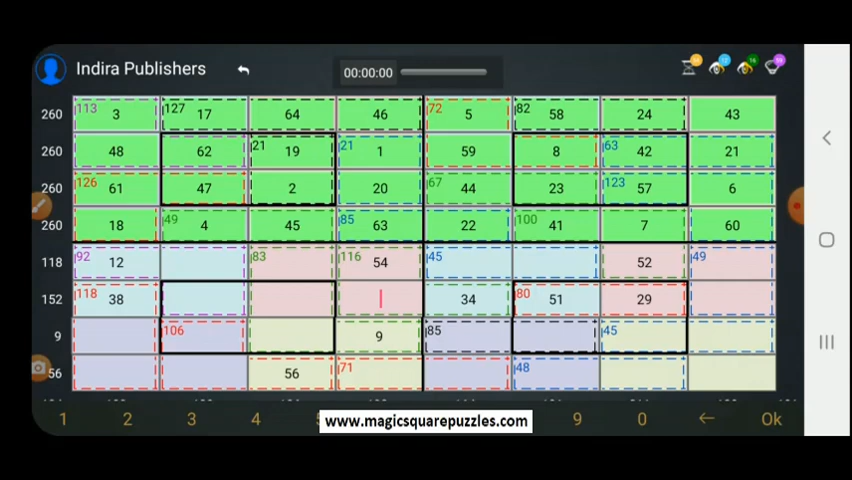 Indira Publishers
00:00:00
260 113 3 127 17 64 46 72 5 82 58 24 43
260 48 62 21 19 21 1 59 8 63 42 21
260 126 61 47 2 20 67 44 23 123 57 6
260 18 49 4 45 85 63 22 100 41 7 60
118 92 12 83 116 54 45 52 49
152 118 38 34 80 51 29
9 106 9 85 45
56 56 71 48
1 2 3 4 9 0 ← Ok
www.magicsquarepuzzles.com